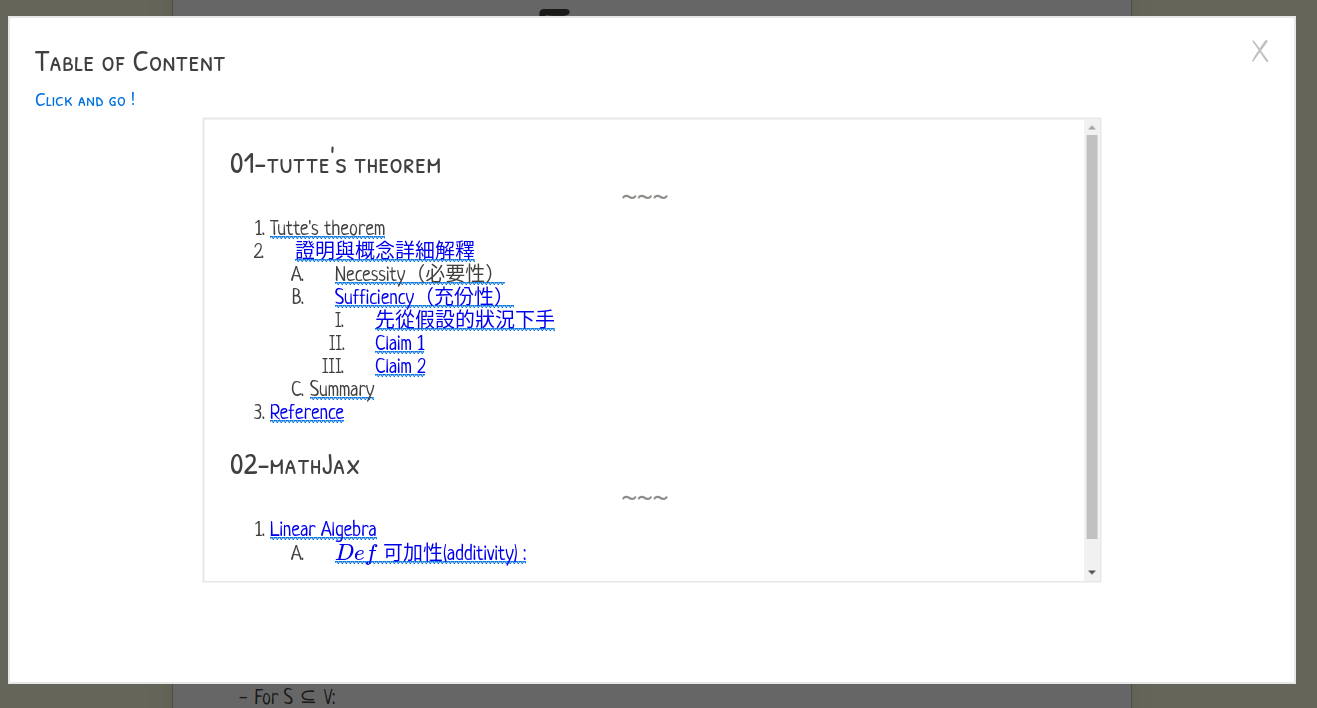 Table of Content
X
Click and go !
01-tutte's theorem
~~~
1. Tutte's theorem
2. 證明與概念詳細解釋
A. Necessity（必要性）
B. Sufficiency（充份性）
I. 先從假設的狀況下手
II. Claim 1
III. Claim 2
C. Summary
3. Reference
02-mathJax
~~~
1. Linear Algebra
A. Def 可加性(additivity) :
- For S ⊆ V: